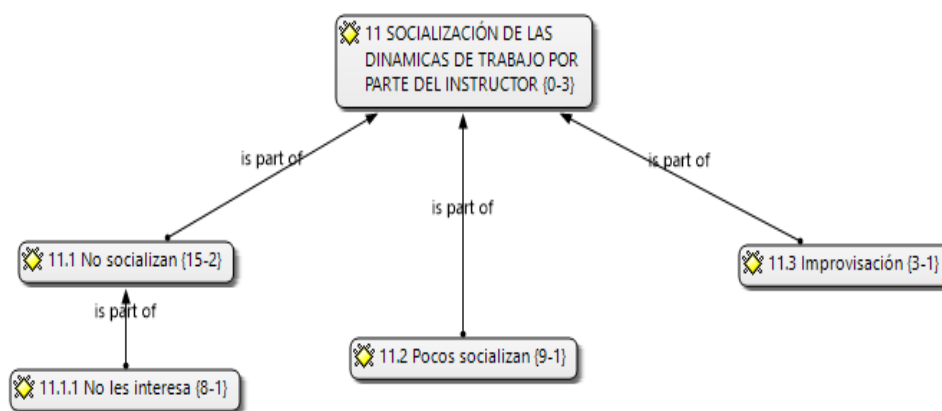 11 SOCIALIZACIÓN DE LAS
DINAMICAS DE TRABAJO POR
PARTE DEL INSTRUCTOR {0-3}
is part of
is part of
is part of
11.1 No socializan {15-2}
11.3 Improvisación {3-1}
is part of
11.2 Pocos socializan {9-1}
11.1.1 No les interesa {8-1}